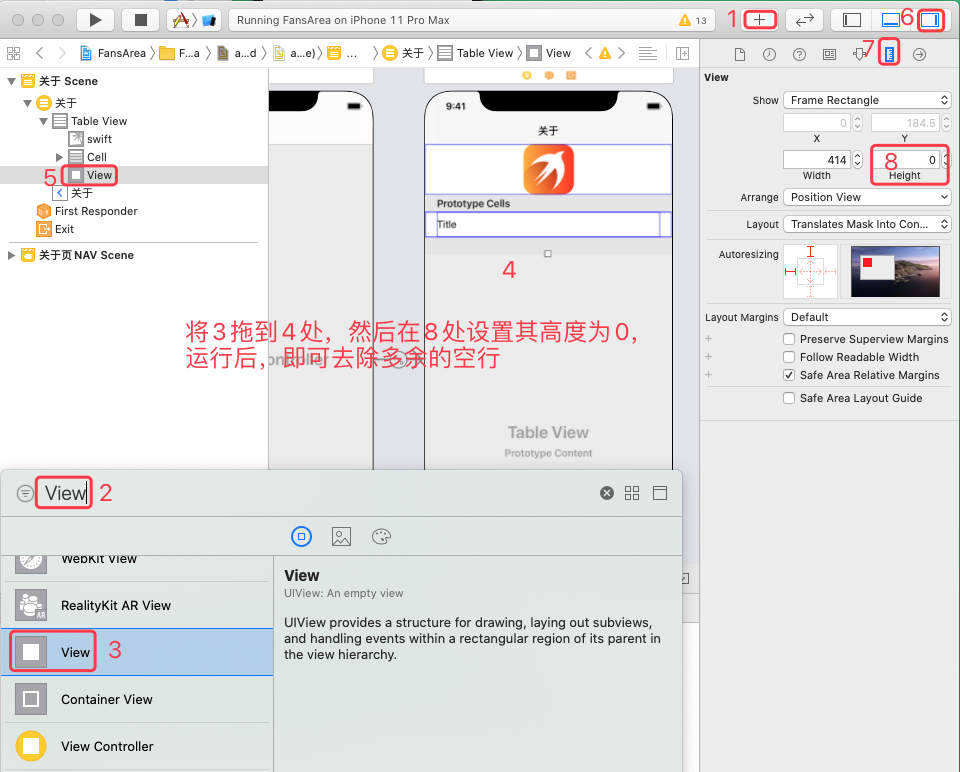 Running FansArea on iPhone 11 Pro Max
13
1
6
FansArea
F...a
a...d
a...e)
...
关于
Table View
View
7
关于 Scene
关于
Table View
swift
Cell
5
View
关于
First Responder
Exit
关于页 NAV Scene
9:41
关于
Prototype Cells
Title
4
将3拖到4处，然后在8处设置其高度为0，
运行后，即可去除多余的空行
Table View
Prototype Content
View
Show
Frame Rectangle
0
184.5
X
Y
414
8
0
Width
Height
Arrange
Position View
Layout
Translates Mask Into Con...
Autoresizing
Layout Margins
Default
Preserve Superview Margins
Follow Readable Width
Safe Area Relative Margins
Safe Area Layout Guide
View
2
WebKit View
RealityKit AR View
View
3
Container View
View Controller
View
UIView: An empty view
UIView provides a structure for drawing, laying out subviews,
and handling events within a rectangular region of its parent in
the view hierarchy.